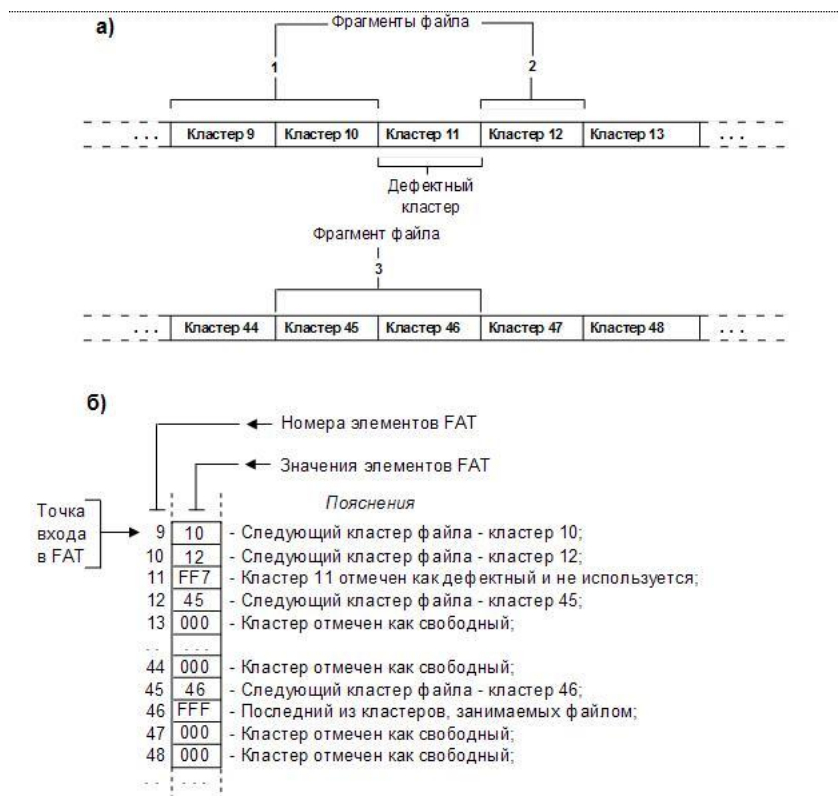 а)
Фрагменты файла
1 2
. . . Кластер 9 Кластер 10 Кластер 11 Кластер 12 Кластер 13 . . .
Дефектный
кластер
Фрагмент файла
3
. . . Кластер 44 Кластер 45 Кластер 46 Кластер 47 Кластер 48 . . .
б)
Номера элементов FAT
Значения элементов FAT
Пояснения
Точка
входа
в FAT
9 10 - Следующий кластер файла - кластер 10;
10 12 - Следующий кластер файла - кластер 12;
11 FF7 - Кластер 11 отмечен как дефектный и не используется;
12 45 - Следующий кластер файла - кластер 45;
13 000 - Кластер отмечен как свободный;
. . . . .
44 000 - Кластер отмечен как свободный;
45 46 - Следующий кластер файла - кластер 46;
46 FFF - Последний из кластеров, занимаемых файлом;
47 000 - Кластер отмечен как свободный;
48 000 - Кластер отмечен как свободный;
. . . . .